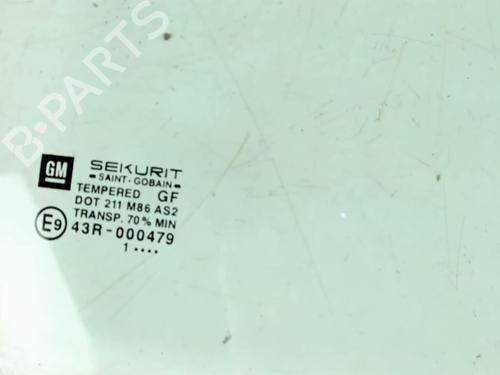 B-PARTS
GM
SEKURIT
SAINT-GOBAIN
TEMPERED GF
DOT 211 M86 AS2
TRANSP. 70% MIN
E9 43R-000479
1 ••••